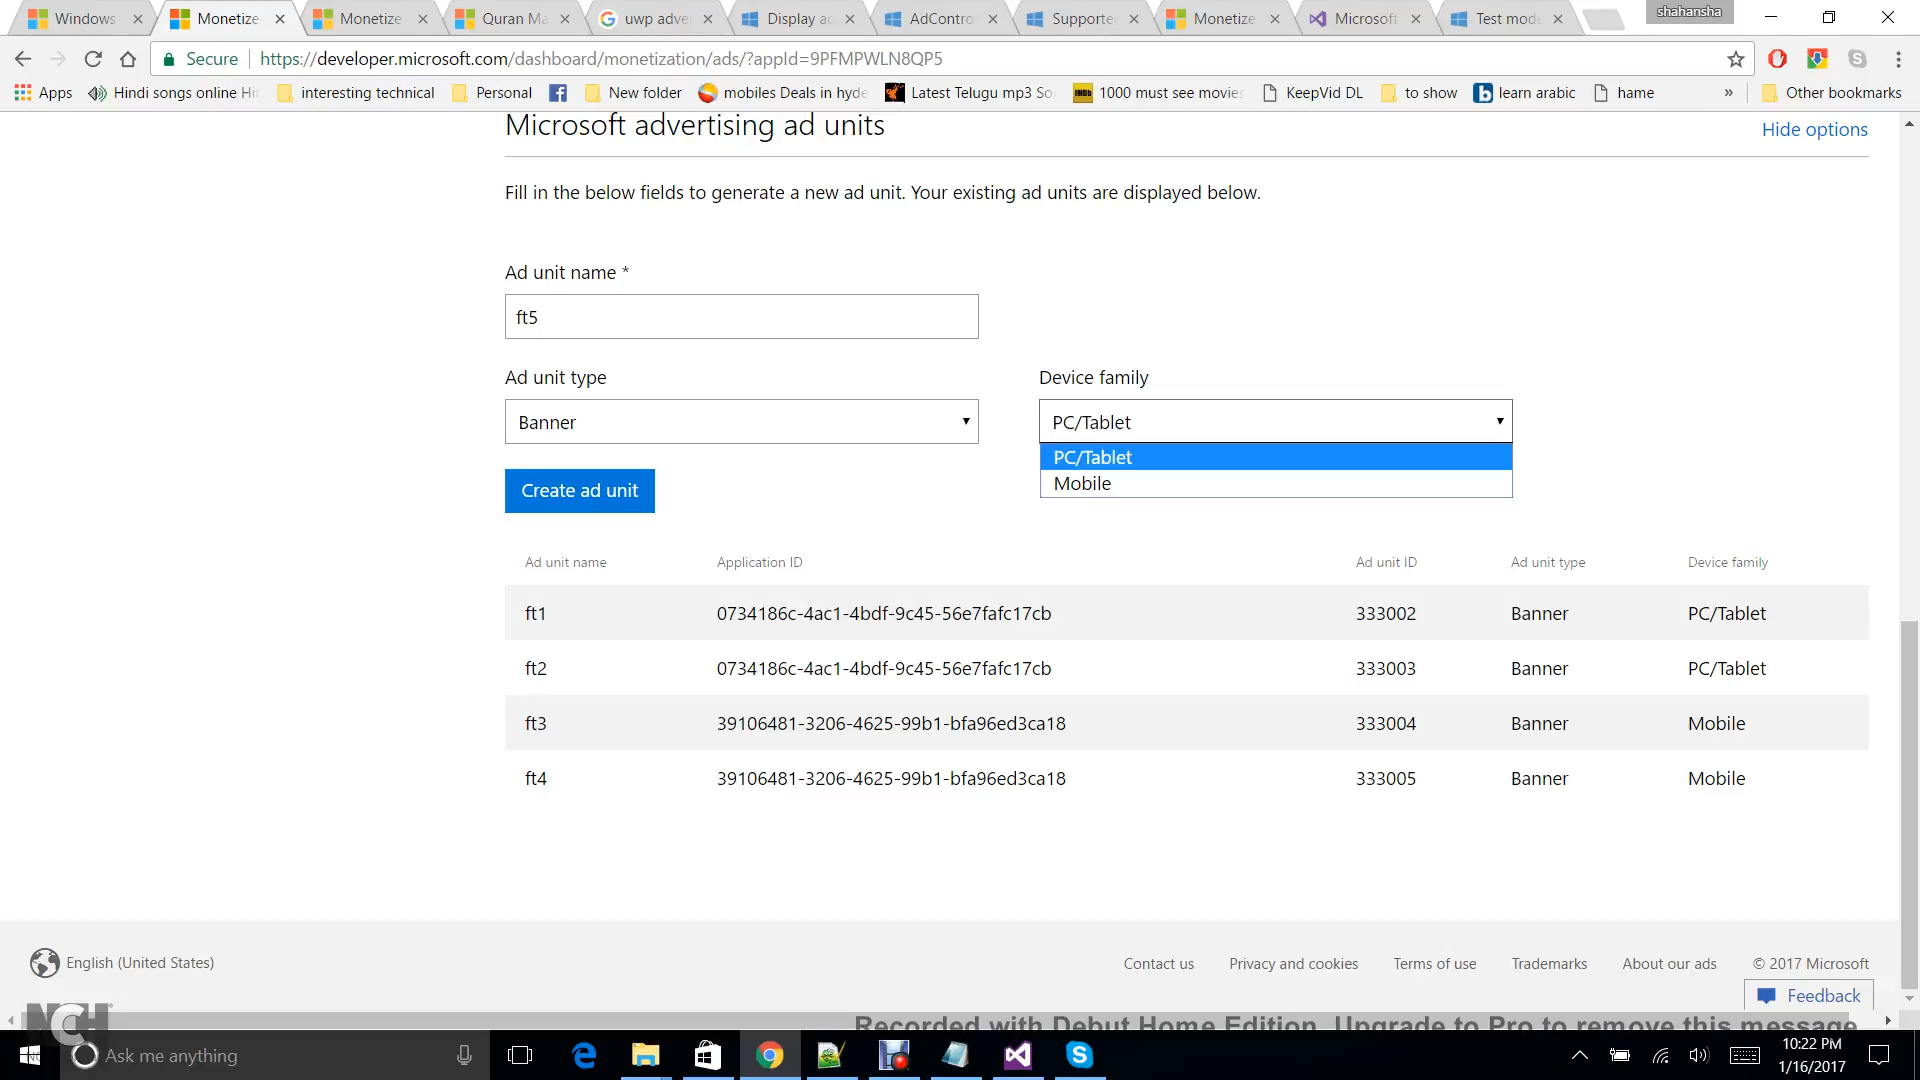 shahansha
Windows
Monetize
Monetize
Quran Ma
uwp adve
Display ac
AdContro
Supporte
Monetize
Microsoft
Test mod
Secure
https://developer.microsoft.com/dashboard/monetization/ads/?appId=9PFMPWLN8QP5
Apps
Hindi songs online Hi
interesting technical
Personal
New folder
mobiles Deals in hyde
Latest Telugu mp3 So
1000 must see movies
KeepVid DL
to show
learn arabic
hame
»
Other bookmarks
Microsoft advertising ad units
Hide options
Fill in the below fields to generate a new ad unit. Your existing ad units are displayed below.
Ad unit name *
ft5
Ad unit type
Device family
Banner
PC/Tablet
PC/Tablet
Mobile
Create ad unit
Ad unit name Application ID Ad unit ID Ad unit type Device family
ft1 0734186c-4ac1-4bdf-9c45-56e7fafc17cb 333002 Banner PC/Tablet
ft2 0734186c-4ac1-4bdf-9c45-56e7fafc17cb 333003 Banner PC/Tablet
ft3 39106481-3206-4625-99b1-bfa96ed3ca18 333004 Banner Mobile
ft4 39106481-3206-4625-99b1-bfa96ed3ca18 333005 Banner Mobile
English (United States)
Contact us Privacy and cookies Terms of use Trademarks About our ads © 2017 Microsoft
Feedback
NCH
Recorded with Debut Home Edition. Upgrade to Pro to remove this message
Ask me anything
10:22 PM
1/16/2017